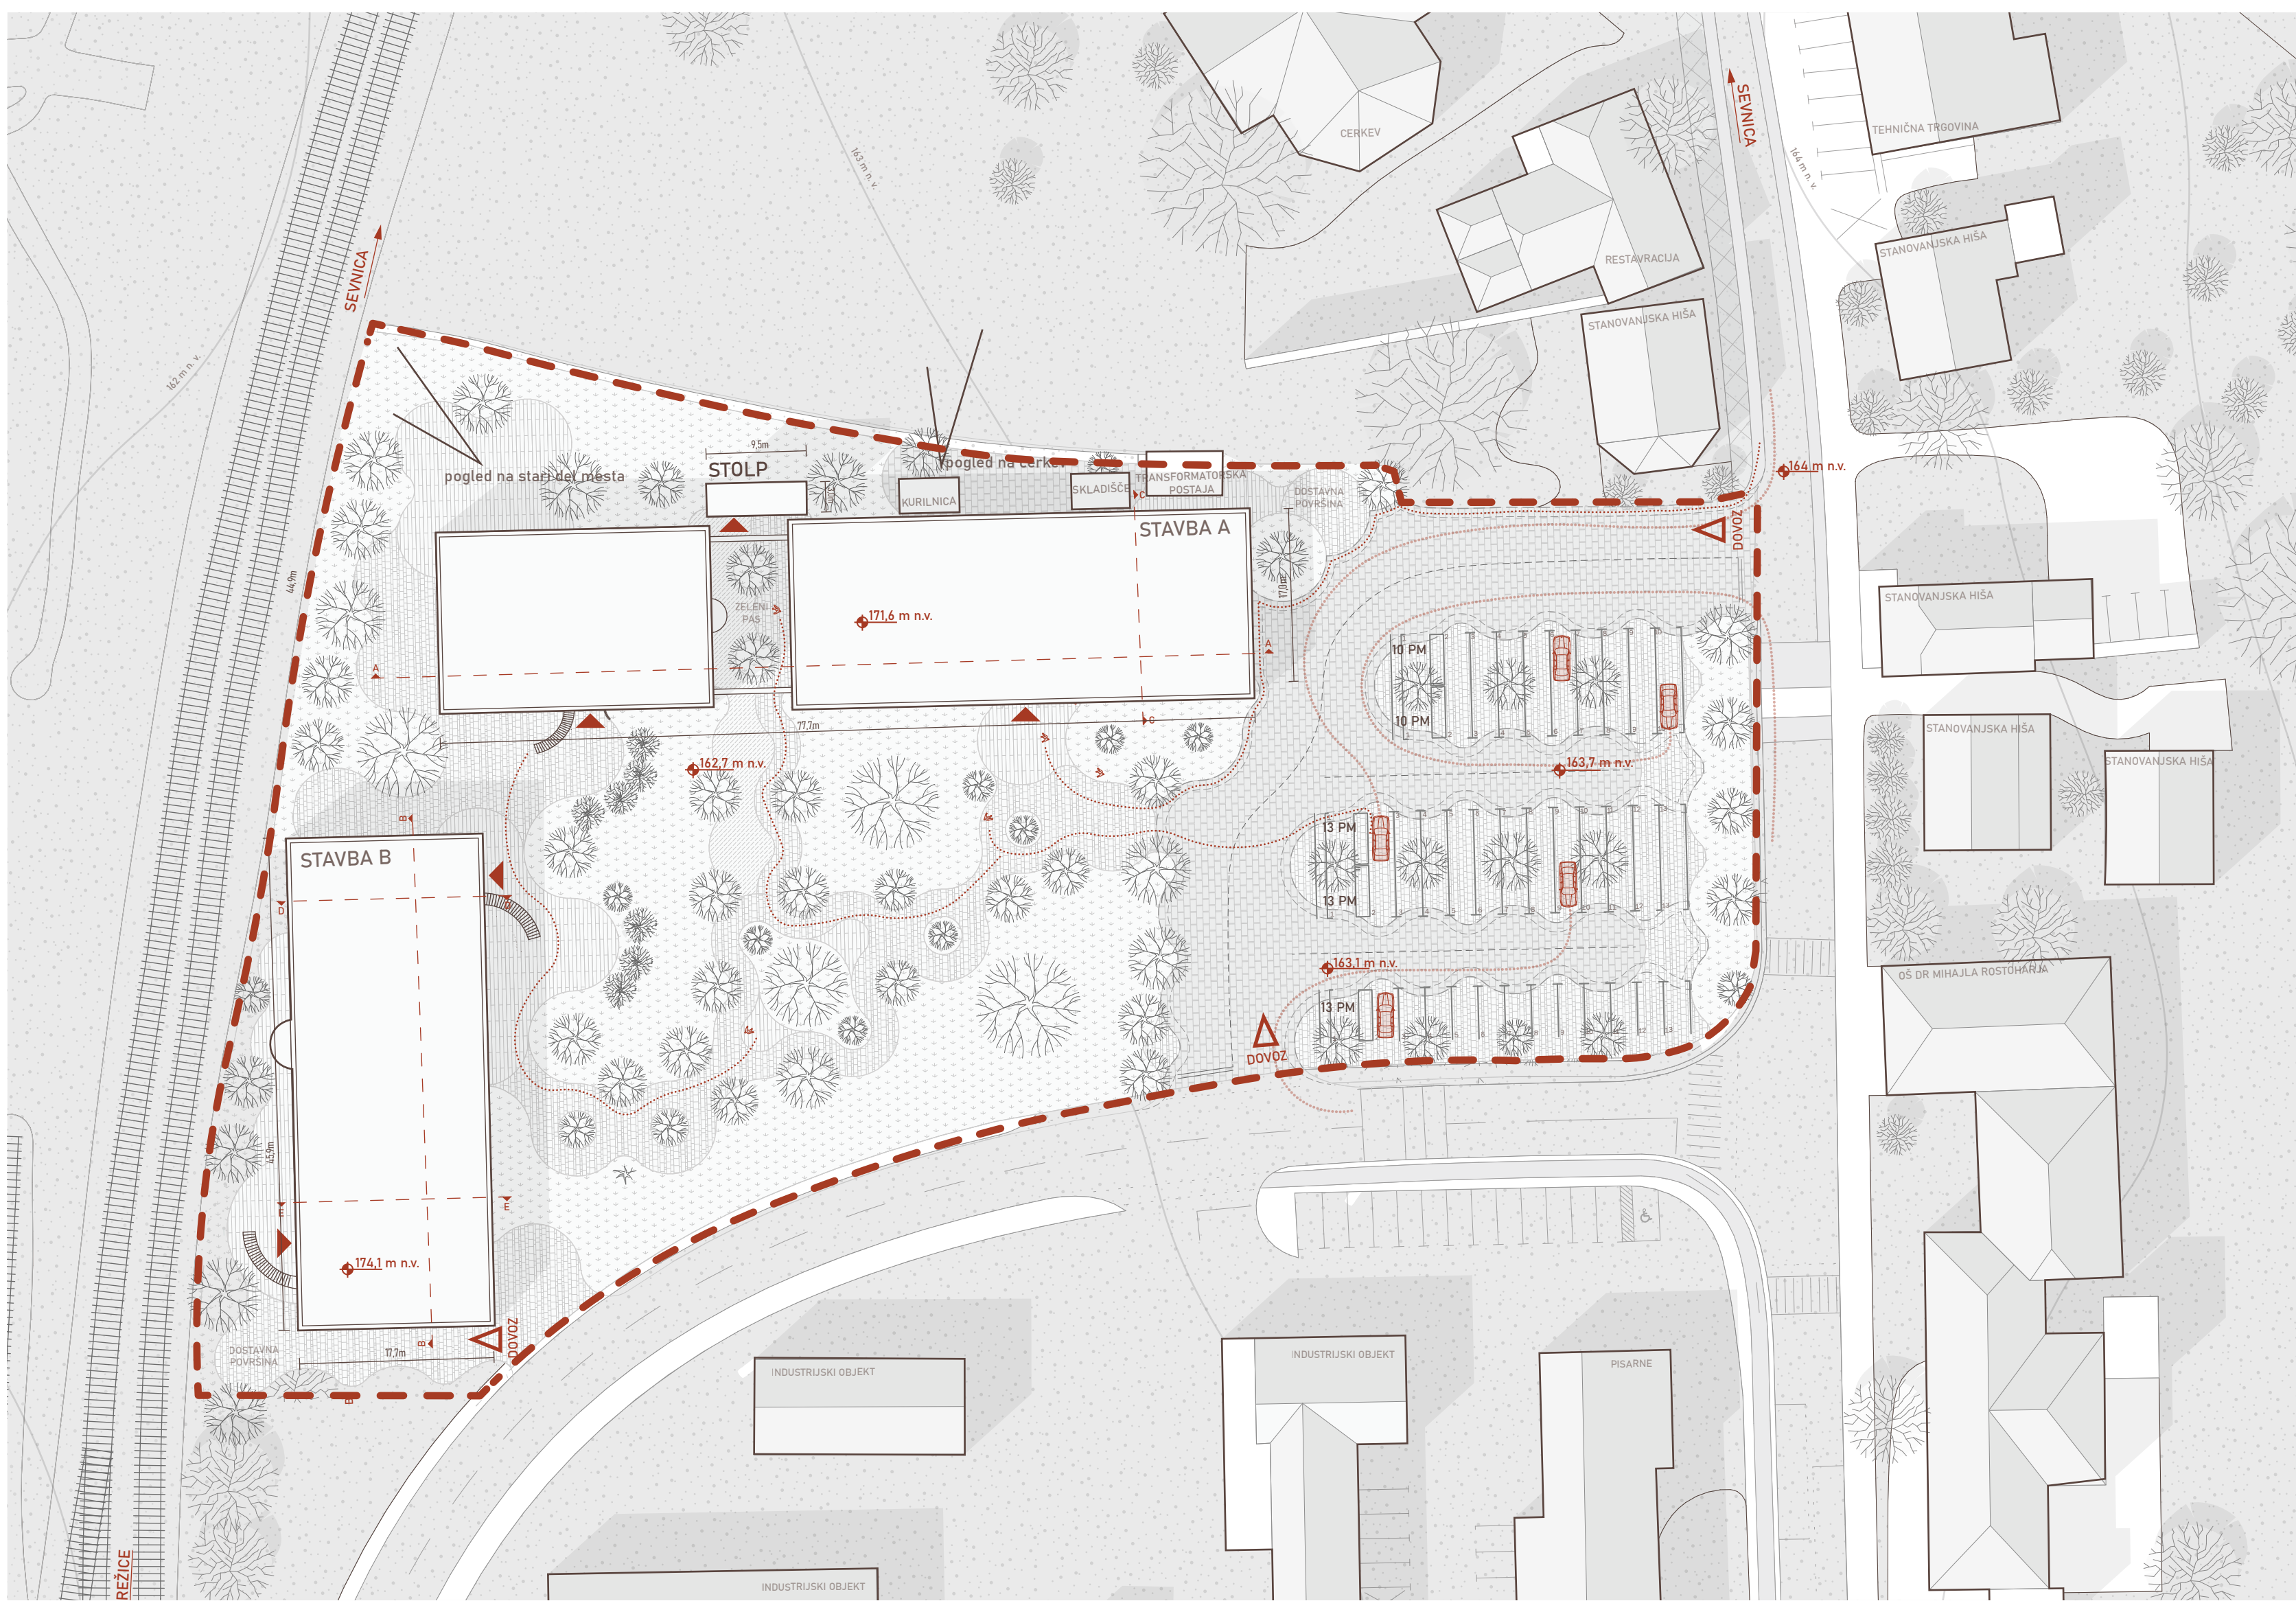 SEVNICA
CERKEV
TEHNIČNA TRGOVINA
163 m n. v.
164 m n. v.
SEVNICA
STANOVANJSKA HIŠA
RESTAVRACIJA
STANOVANJSKA HIŠA
162 m n. v.
9,5m
STOLP
pogled na stari del mesta
pogled na cerkev
164 m n.v.
KURILNICA
SKLADIŠČE
TRANSFORMATORSKA
POSTAJA
C
DOSTAVNA
POVRŠINA
DOVOZ
STAVBA A
44,9m
17,0m
ZELENI
PAS
171,6 m n.v.
STANOVANJSKA HIŠA
A
A
10 PM
10 PM
C
77,7m
162,7 m n.v.
163,7 m n.v.
STANOVANJSKA HIŠA
STANOVANJSKA HIŠA
B
13 PM
STAVBA B
13 PM
D
D
163,1 m n.v.
OŠ DR MIHAJLA ROSTOHARJA
13 PM
DOVOZ
45,9m
E
E
174,1 m n.v.
DOVOZ
B
DOSTAVNA
POVRŠINA
17,7m
B
INDUSTRIJSKI OBJEKT
INDUSTRIJSKI OBJEKT
PISARNE
INDUSTRIJSKI OBJEKT
REŽICE